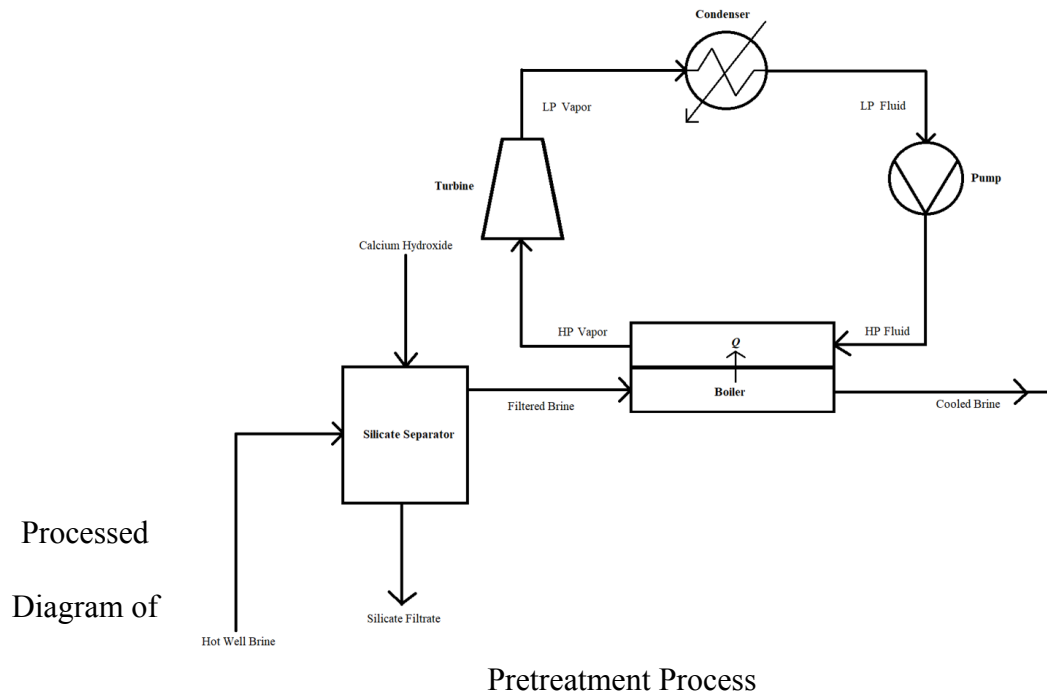 Condenser
LP Vapor
LP Fluid
Turbine
Pump
Calcium Hydroxide
HP Vapor
Q
HP Fluid
Boiler
Filtered Brine
Cooled Brine
Silicate Separator
Processed
Diagram of
Silicate Filtrate
Hot Well Brine
Pretreatment Process